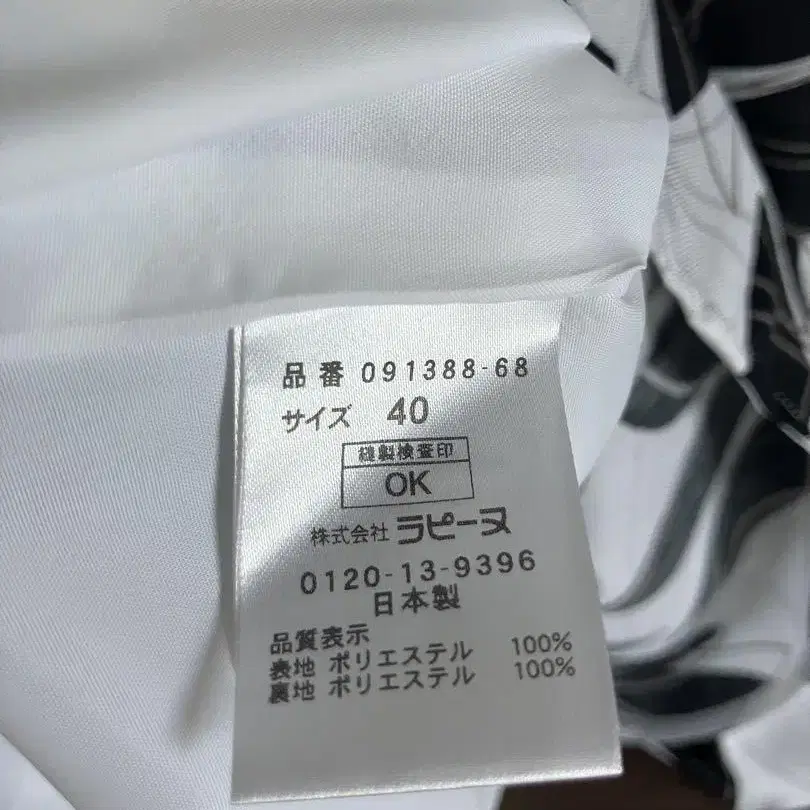 品番 091388-68
サイズ 40
縫製検査印
OK
株式会社 ラピーヌ
0120-13-9396
日本製
品質表示
表地 ポリエステル 100%
裏地 ポリエステル 100%